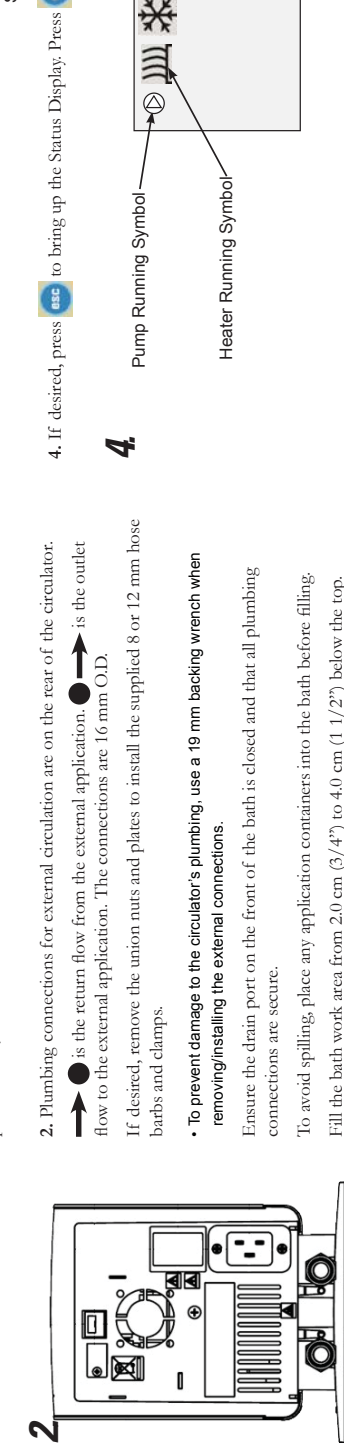 2
2. Plumbing connections for external circulation are on the rear of the circulator.
is the return flow from the external application. is the outlet
flow to the external application. The connections are 16 mm O.D.
If desired, remove the union nuts and plates to install the supplied 8 or 12 mm hose
barbs and clamps.
• To prevent damage to the circulator's plumbing, use a 19 mm backing wrench when
removing/installing the external connections.
Ensure the drain port on the front of the bath is closed and that all plumbing
connections are secure.
To avoid spilling, place any application containers into the bath before filling.
Fill the bath work area from 2.0 cm (3/4") to 4.0 cm (1 1/2") below the top.
4. If desired, press esc to bring up the Status Display. Press
4.
Pump Running Symbol
Heater Running Symbol